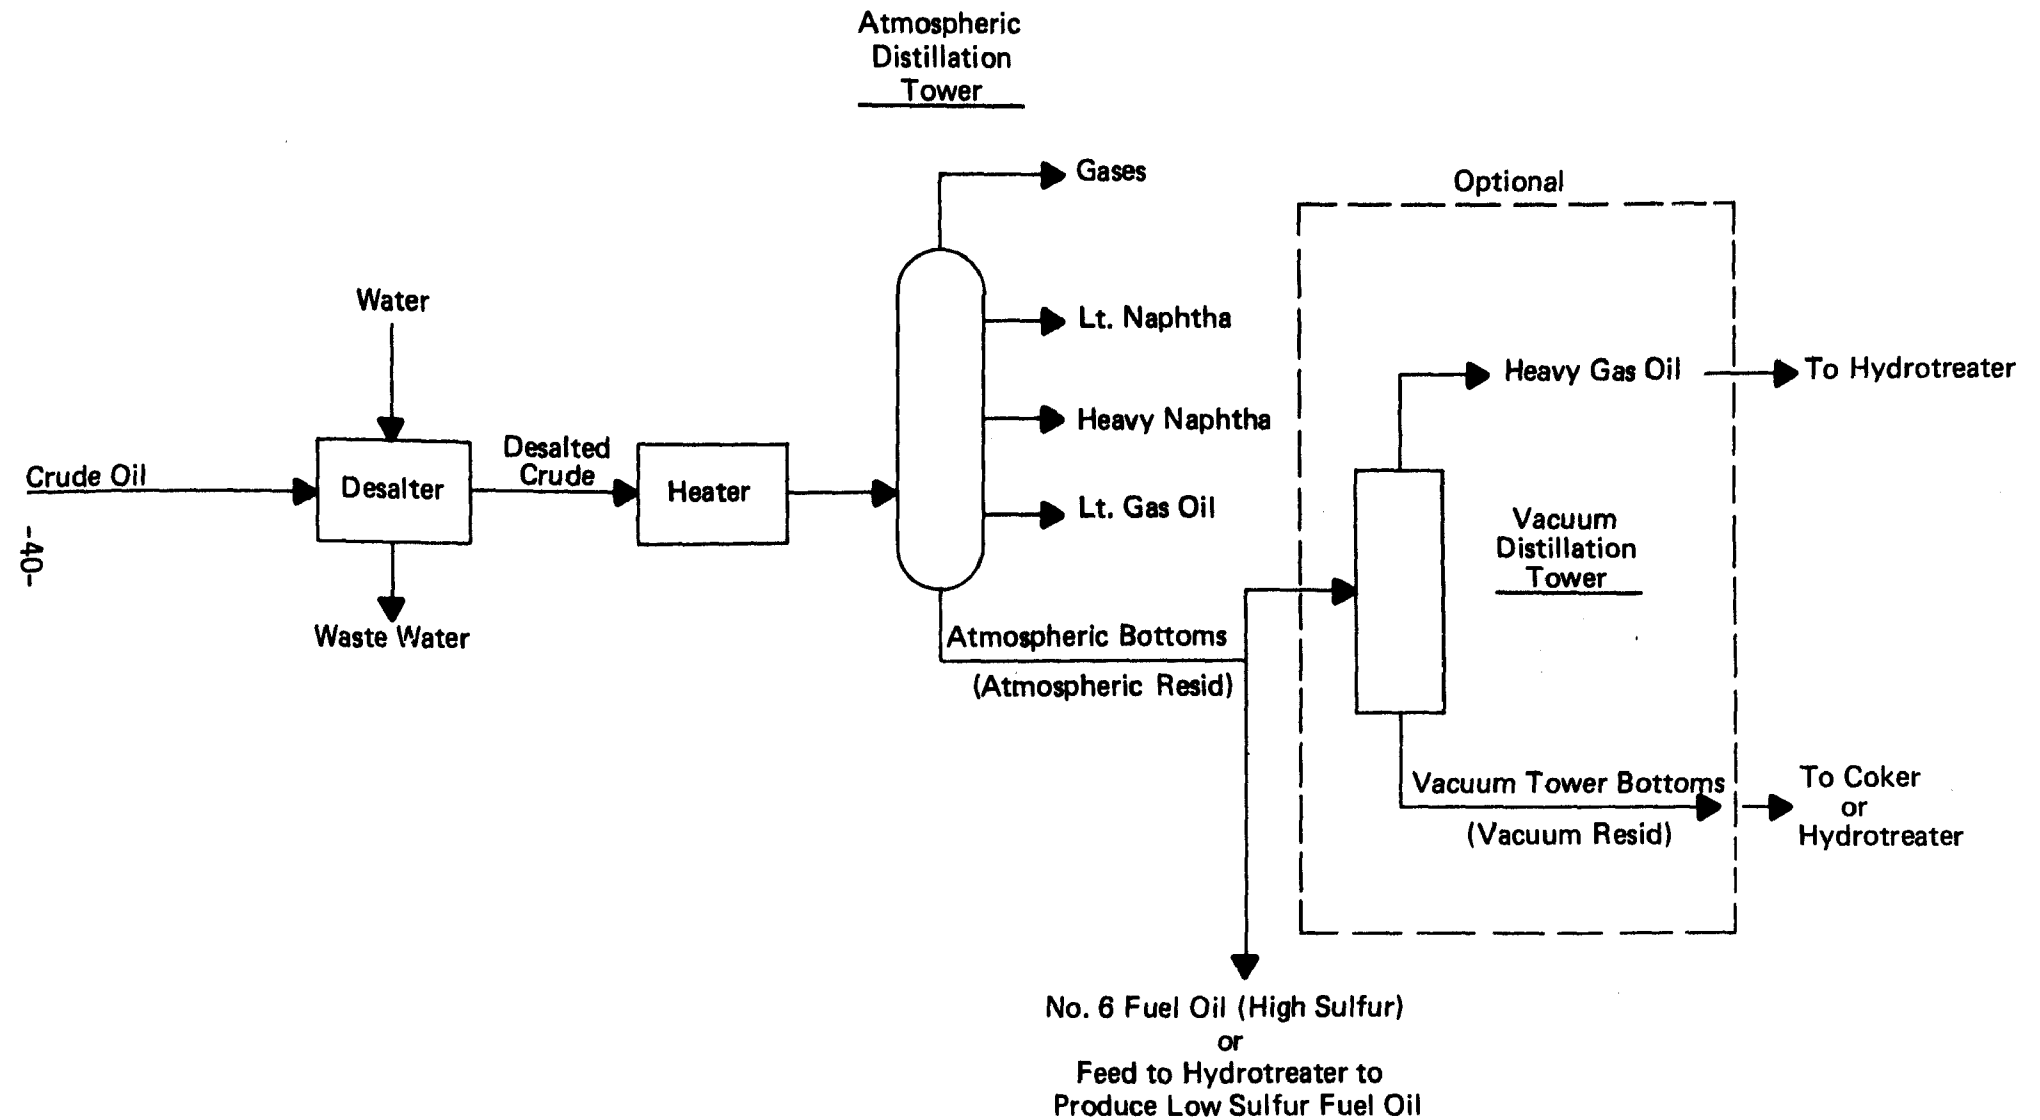 Atmospheric
Distillation
Tower
Gases
Optional
Water
Lt. Naphtha
Heavy Gas Oil
To Hydrotreater
Heavy Naphtha
Crude Oil
Desalter
Desalted
Crude
Heater
Lt. Gas Oil
Vacuum
Distillation
Tower
-40-
Waste Water
Atmospheric Bottoms
(Atmospheric Resid)
Vacuum Tower Bottoms
(Vacuum Resid)
To Coker
or
Hydrotreater
No. 6 Fuel Oil (High Sulfur)
or
Feed to Hydrotreater to
Produce Low Sulfur Fuel Oil